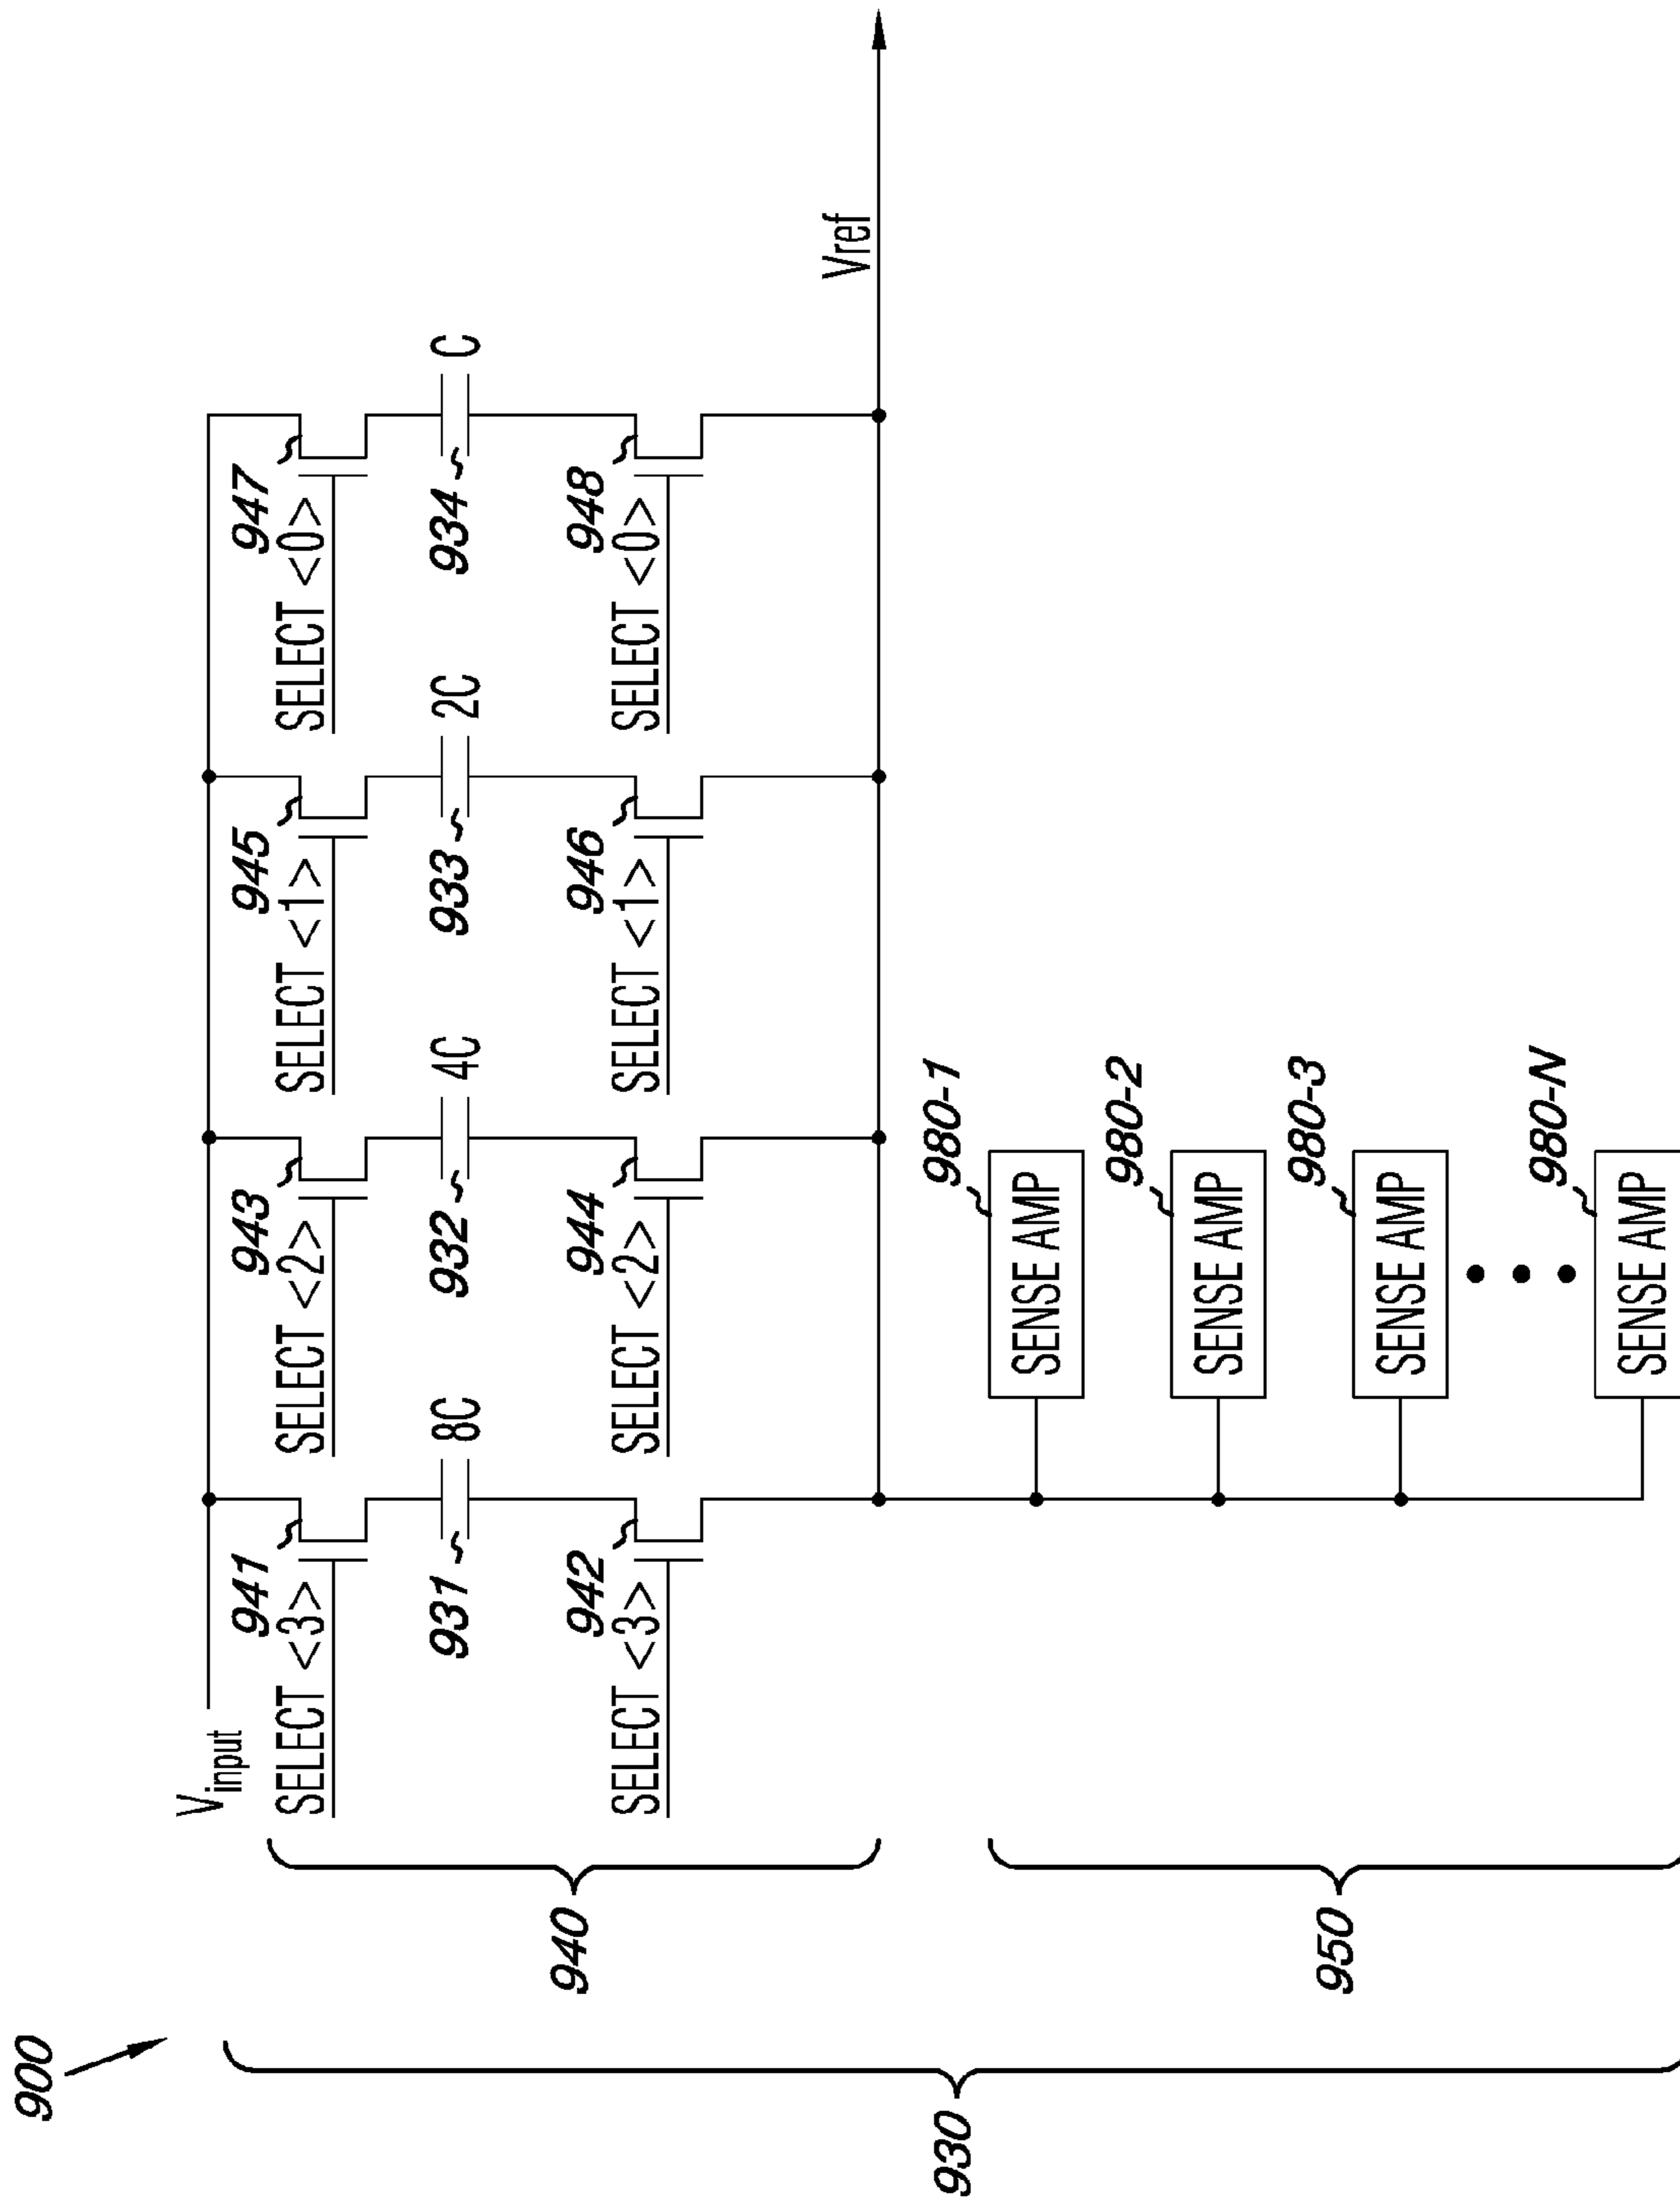 900
930
940
950
Vinput
941
SELECT <3>
931
8C
942
SELECT <3>
943
SELECT <2>
932
4C
944
SELECT <2>
945
SELECT <1>
933
2C
946
SELECT <1>
947
SELECT <0>
934
C
948
SELECT <0>
Vref
980-1
SENSE AMP
980-2
SENSE AMP
980-3
SENSE AMP
980-N
SENSE AMP